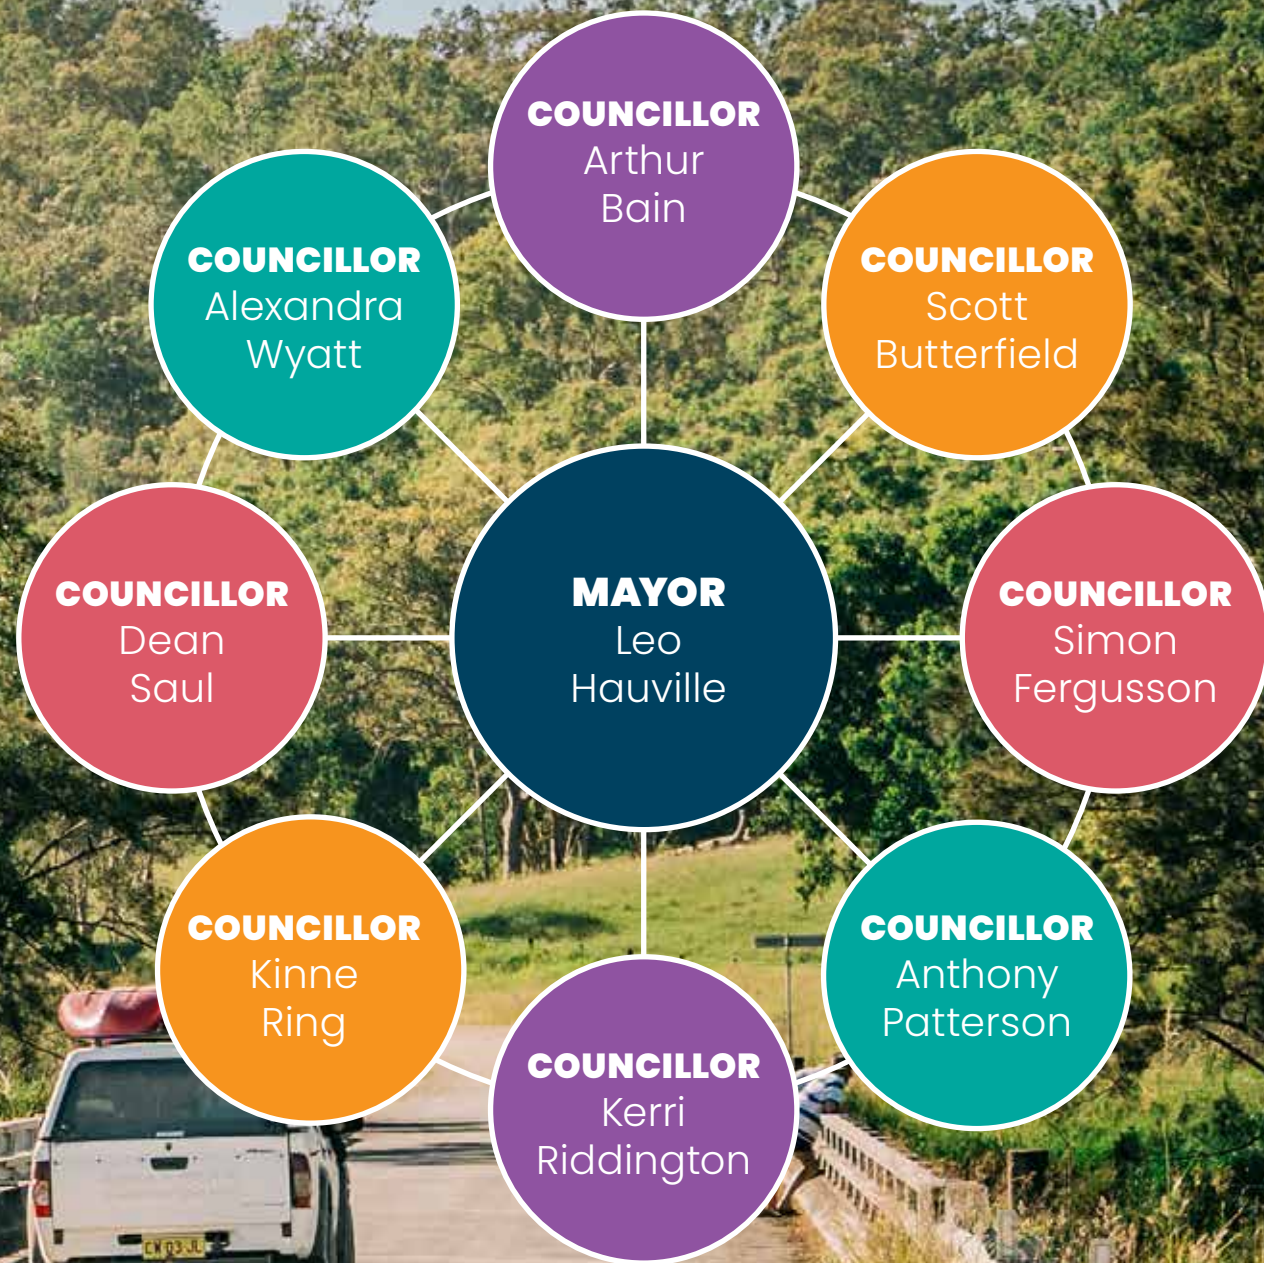 COUNCILLOR
Arthur
Bain
COUNCILLOR
Alexandra
Wyatt
COUNCILLOR
Scott
Butterfield
COUNCILLOR
Dean
Saul
MAYOR
Leo
Hauville
COUNCILLOR
Simon
Fergusson
COUNCILLOR
Kinne
Ring
COUNCILLOR
Anthony
Patterson
COUNCILLOR
Kerri
Riddington